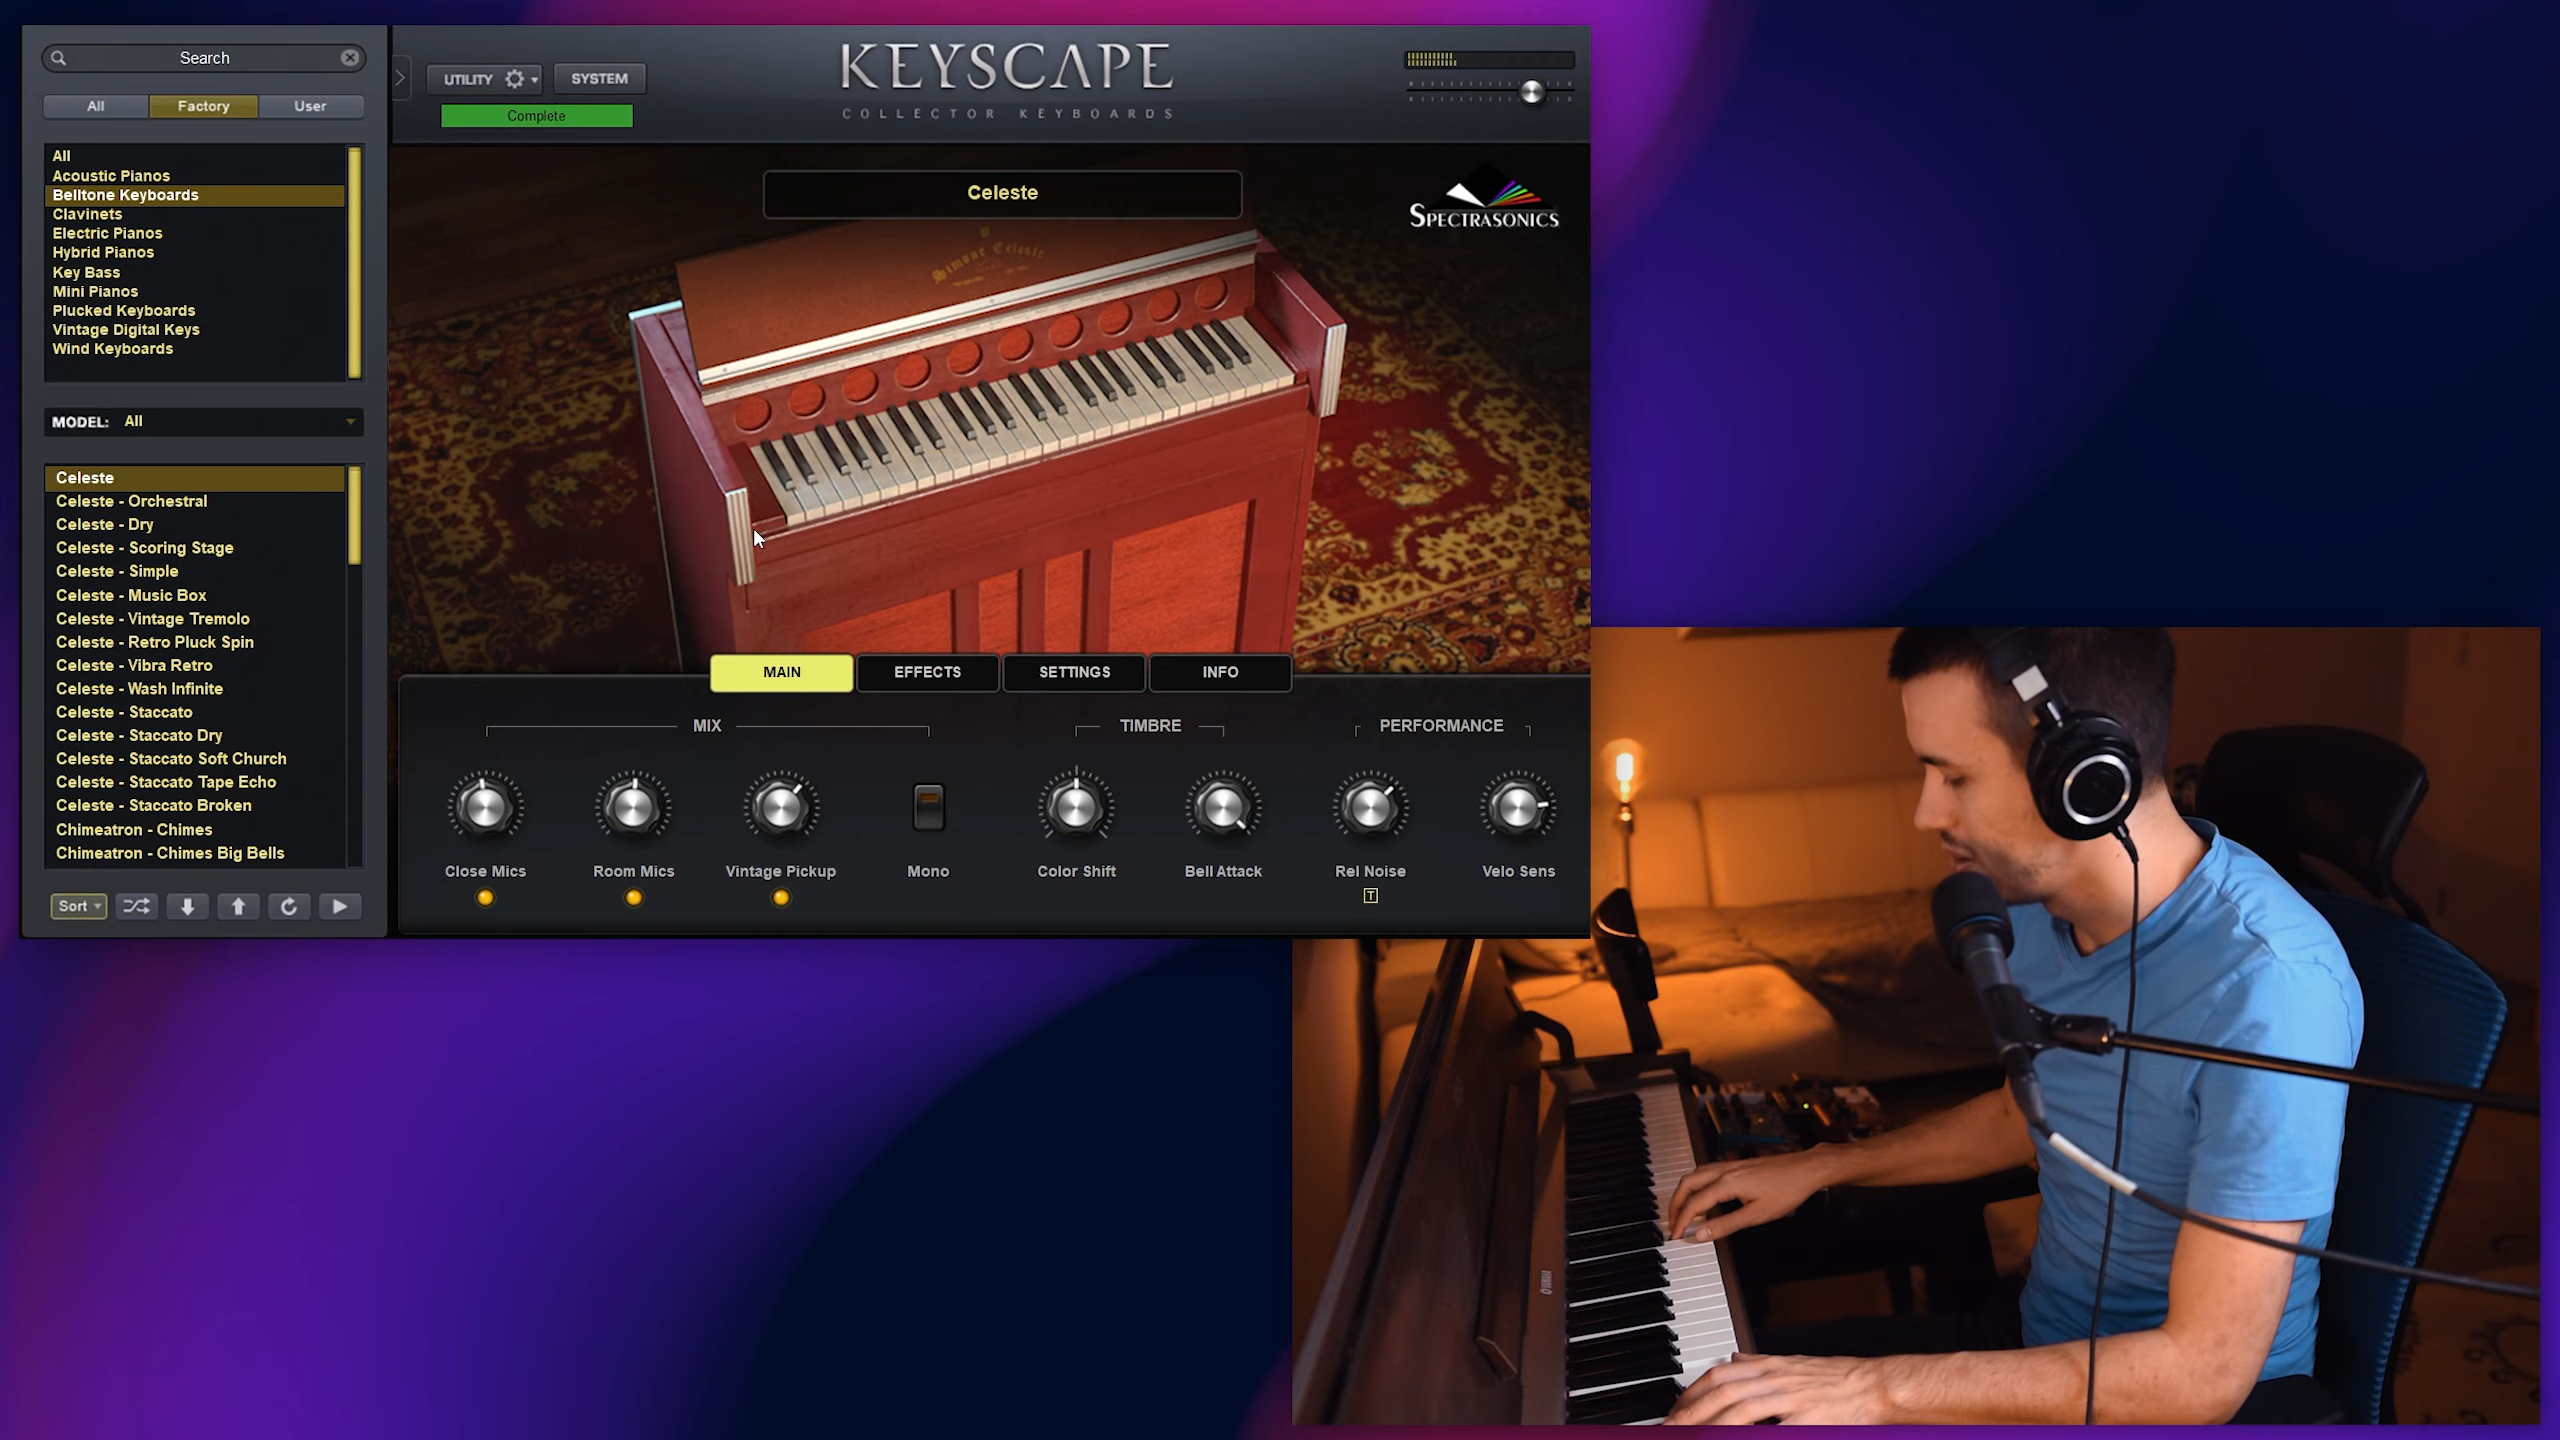 Search
All
Factory
User
All
Acoustic Pianos
Belltone Keyboards
Clavinets
Electric Pianos
Hybrid Pianos
Key Bass
Mini Pianos
Plucked Keyboards
Vintage Digital Keys
Wind Keyboards
MODEL: All
Celeste
Celeste - Orchestral
Celeste - Dry
Celeste - Scoring Stage
Celeste - Simple
Celeste - Music Box
Celeste - Vintage Tremolo
Celeste - Retro Pluck Spin
Celeste - Vibra Retro
Celeste - Wash Infinite
Celeste - Staccato
Celeste - Staccato Dry
Celeste - Staccato Soft Church
Celeste - Staccato Tape Echo
Celeste - Staccato Broken
Chimeatron - Chimes
Chimeatron - Chimes Big Bells
Sort
UTILITY
SYSTEM
Complete
KEYSCAPE
COLLECTOR KEYBOARDS
Celeste
SPECTRASONICS
Simone Celeste
MAIN
EFFECTS
SETTINGS
INFO
MIX
TIMBRE
PERFORMANCE
Close Mics
Room Mics
Vintage Pickup
Mono
Color Shift
Bell Attack
Rel Noise
Velo Sens
T
YAMAHA